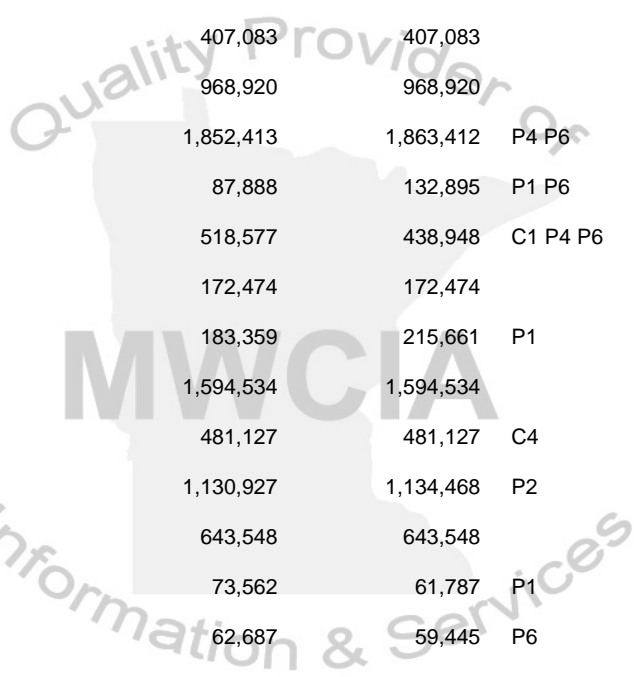 Quality Provider of
407,083 407,083
968,920 968,920
1,852,413 1,863,412 P4 P6
87,888 132,895 P1 P6
518,577 438,948 C1 P4 P6
172,474 172,474
183,359 215,661 P1
MWCIA
1,594,534 1,594,534
481,127 481,127 C4
1,130,927 1,134,468 P2
643,548 643,548
73,562 61,787 P1
62,687 59,445 P6
Information & Services